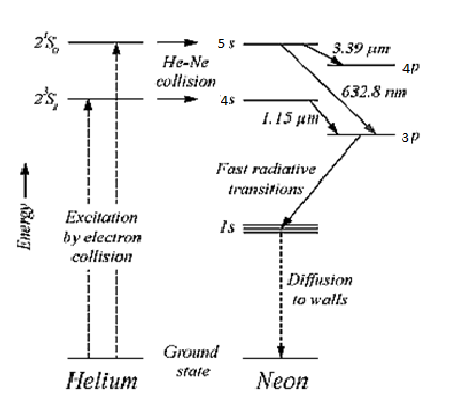 2¹S₀
5s
3.39 μm
4p
He-Ne
collision
632.8 nm
2³S₁
4s
1.15 μm
3p
Fast radiative
transitions
1s
Energy
Excitation
by electron
collision
Diffusion
to walls
Ground
state
Helium
Neon